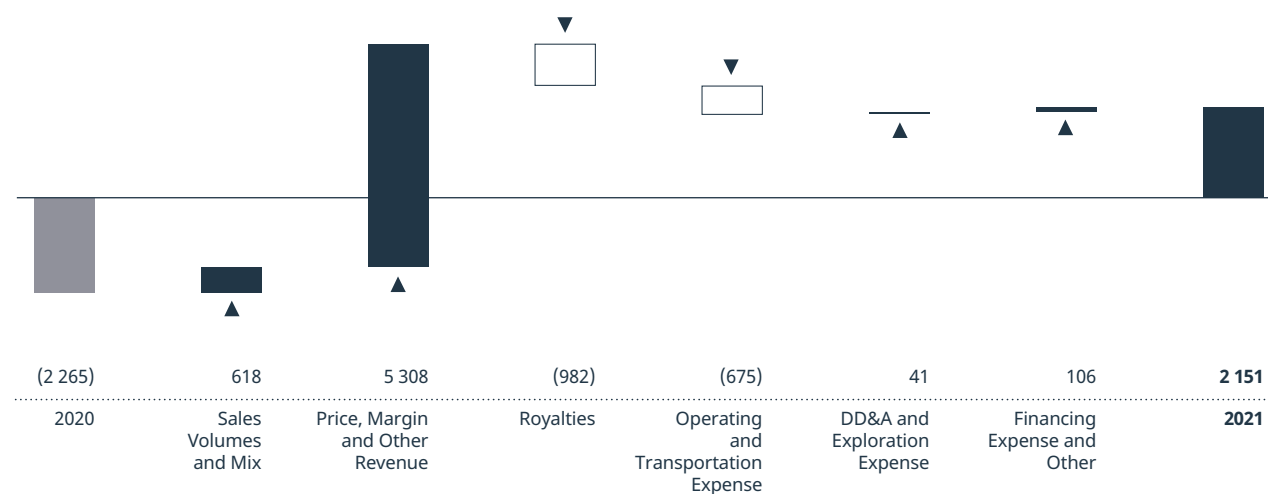 (2 265) 618 5 308 (982) (675) 41 106 2 151
2020 Sales Price, Margin Royalties Operating DD&A and Financing 2021
Volumes and Other and Exploration Expense and
and Mix Revenue Transportation Expense Other
Expense